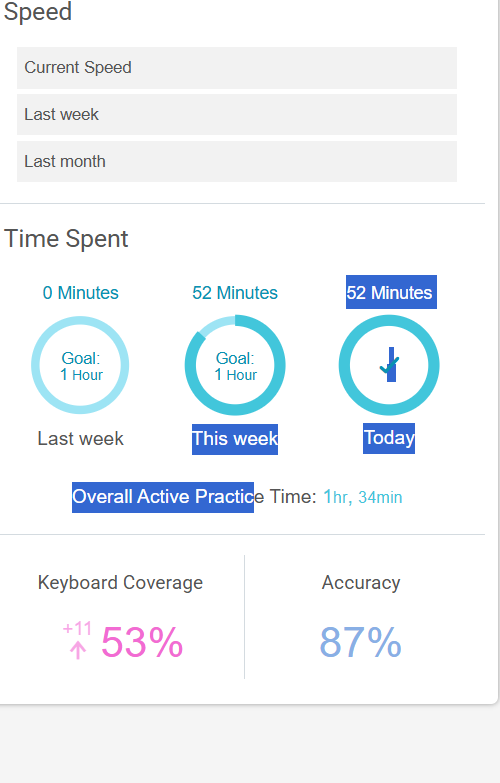 Speed
Current Speed
Last week
Last month
Time Spent
0 Minutes 52 Minutes 52 Minutes
Goal: Goal:
1 Hour 1 Hour
Last week This week Today
Overall Active Practice Time: 1hr, 34min
Keyboard Coverage Accuracy
+11 53% 87%